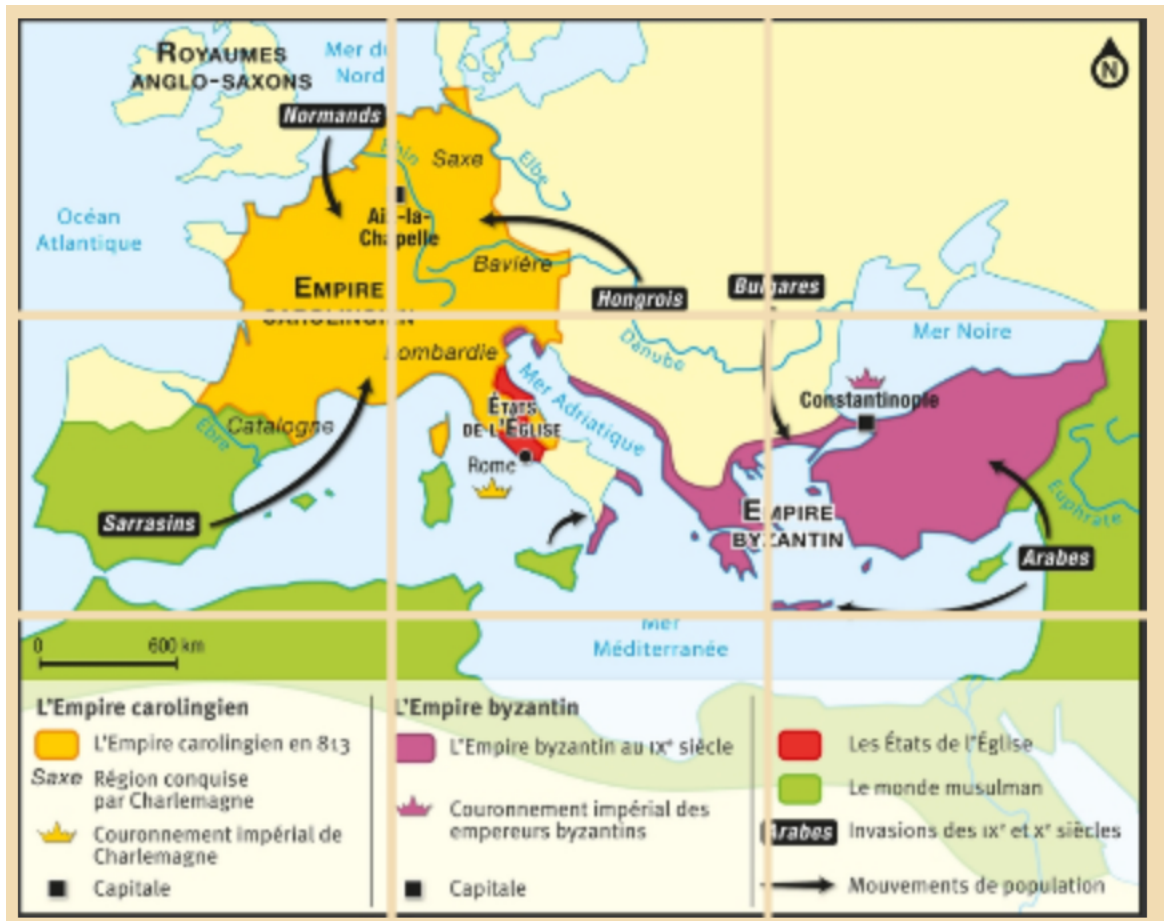 ROYAUMES
ANGLO-SAXONS
Mer du
Nord
N
Normands
Rhin
Saxe
Elbe
Océan
Atlantique
Aix-la-
Chapelle
Bavière
EMPIRE
CAROLINGIEN
Hongrois
Bulgares
Lombardie
Danube
Mer Noire
Mer Adriatique
Constantinople
ÉTATS
DE L'ÉGLISE
Catalogne
Ebre
Rome
Euphrate
Sarrasins
EMPIRE
BYZANTIN
Arabes
Mer
Méditerranée
0 600 km
L'Empire carolingien
L'Empire carolingien en 813
Saxe Région conquise
par Charlemagne
Couronnement impérial de
Charlemagne
Capitale
L'Empire byzantin
L'Empire byzantin au IXe siècle
Couronnement impérial des
empereurs byzantins
Capitale
Les États de l'Église
Le monde musulman
Arabes Invasions des IXe et Xe siècles
Mouvements de population